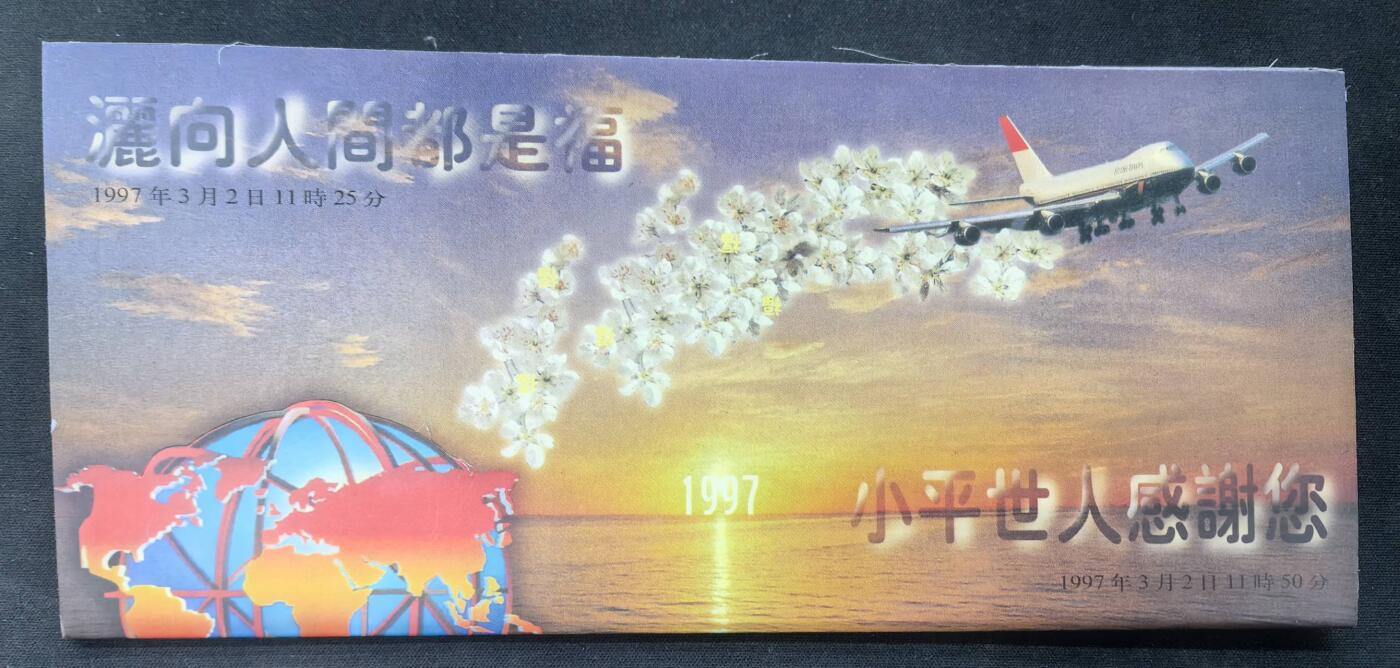 灑向人間都是福
1997年3月2日11時25分
福
福
1997
小平世人感謝您
1997年3月2日11時50分